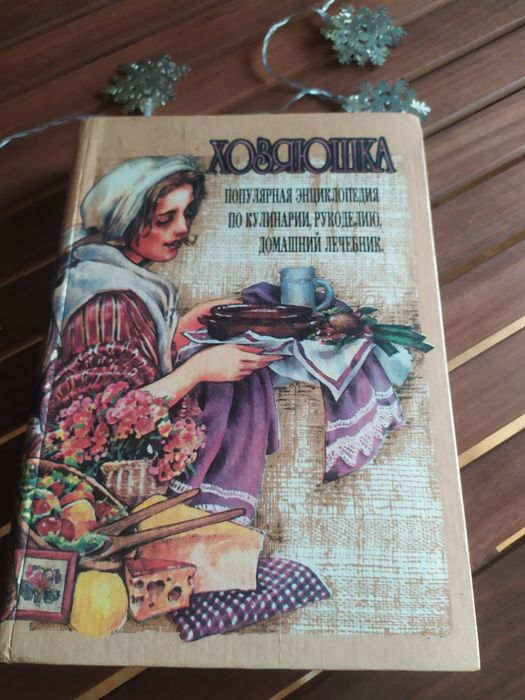 ХОЗЯЮШКА
ПОПУЛЯРНАЯ ЭНЦИКЛОПЕДИЯ
ПО КУЛИНАРИИ, РУКОДЕЛИЮ,
ДОМАШНИЙ ЛЕЧЕБНИК.